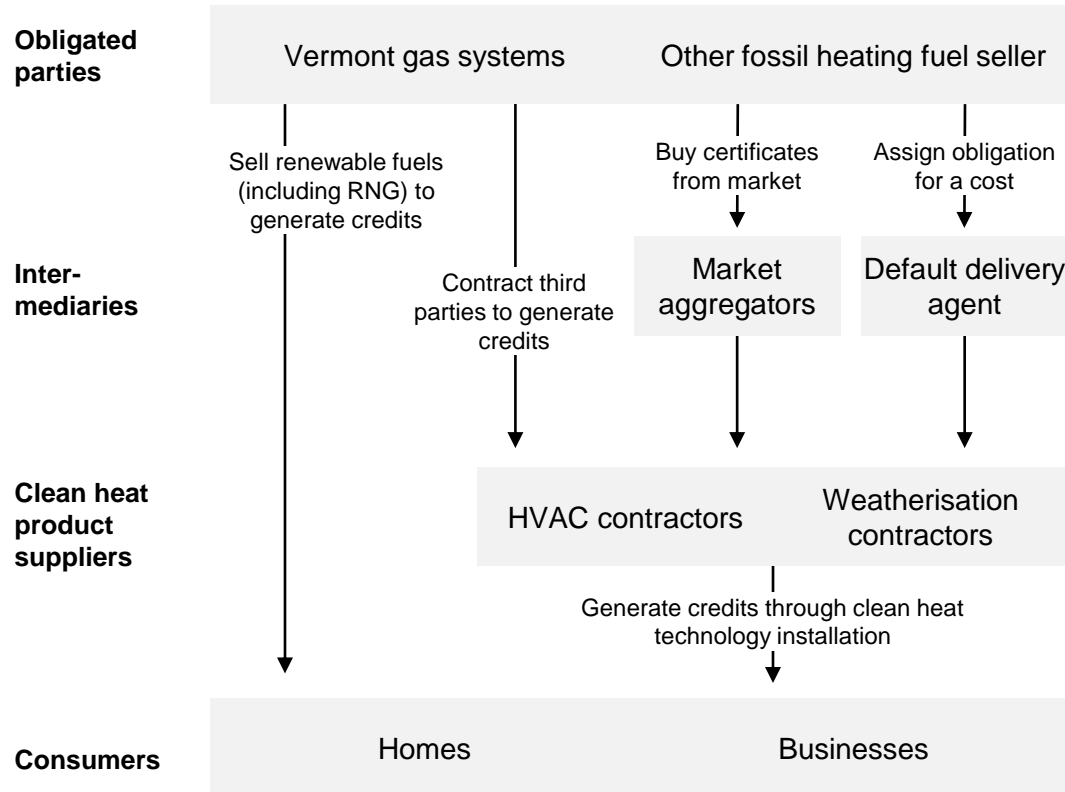 Obligated
parties
Vermont gas systems
Other fossil heating fuel seller
Sell renewable fuels
(including RNG) to
generate credits
Buy certificates
from market
Assign obligation
for a cost
Inter-
mediaries
Contract third
parties to generate
credits
Market
aggregators
Default delivery
agent
Clean heat
product
suppliers
HVAC contractors
Weatherisation
contractors
Generate credits through clean heat
technology installation
Consumers
Homes
Businesses